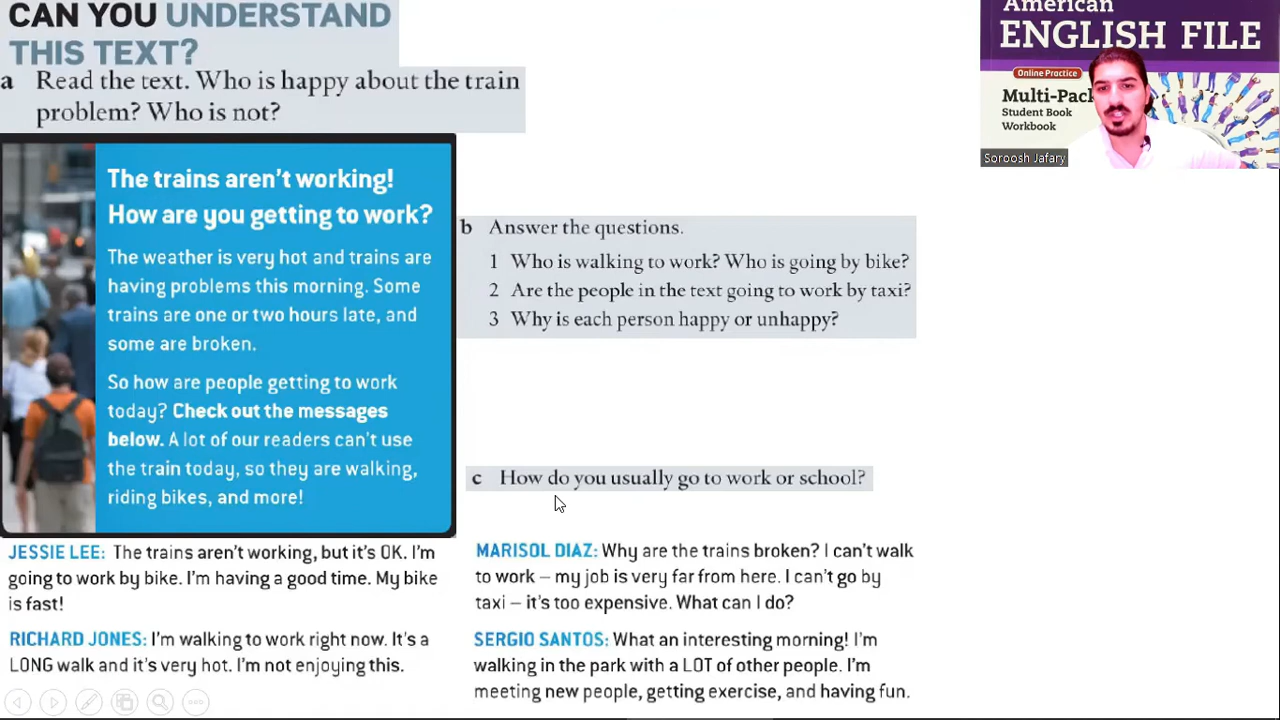 CAN YOU UNDERSTAND
THIS TEXT?
a Read the text. Who is happy about the train
problem? Who is not?
The trains aren't working!
How are you getting to work?
The weather is very hot and trains are
having problems this morning. Some
trains are one or two hours late, and
some are broken.
So how are people getting to work
today? Check out the messages
below. A lot of our readers can't use
the train today, so they are walking,
riding bikes, and more!
JESSIE LEE: The trains aren't working, but it's OK. I'm
going to work by bike. I'm having a good time. My bike
is fast!
RICHARD JONES: I'm walking to work right now. It's a
LONG walk and it's very hot. I'm not enjoying this.
b Answer the questions.
1 Who is walking to work? Who is going by bike?
2 Are the people in the text going to work by taxi?
3 Why is each person happy or unhappy?
c How do you usually go to work or school?
MARISOL DIAZ: Why are the trains broken? I can't walk
to work – my job is very far from here. I can't go by
taxi – it's too expensive. What can I do?
SERGIO SANTOS: What an interesting morning! I'm
walking in the park with a LOT of other people. I'm
meeting new people, getting exercise, and having fun.
American
ENGLISH FILE
Online Practice
Multi-Pack
Student Book
Workbook
Soroosh Jafary